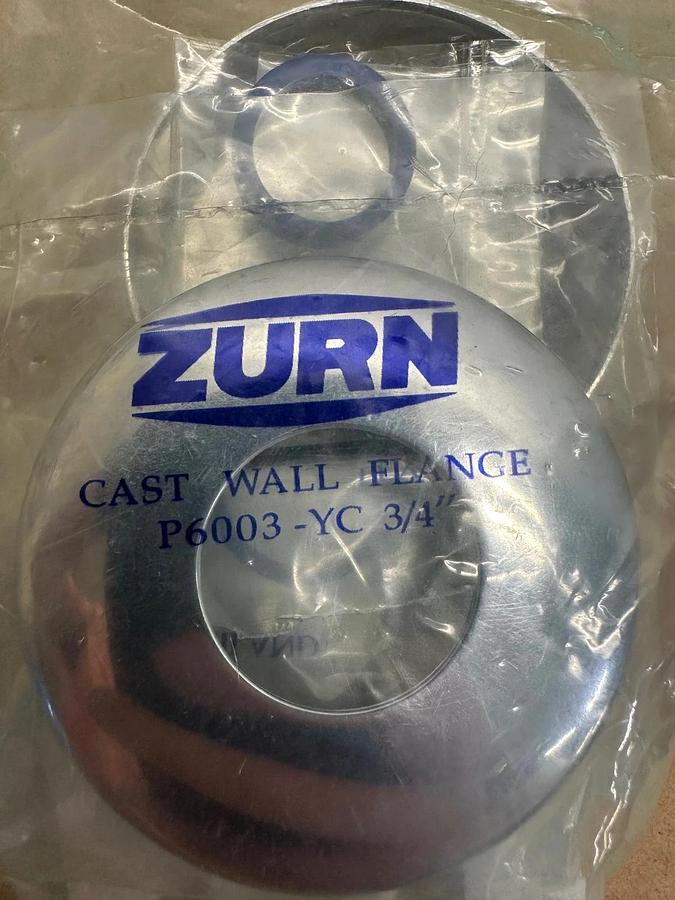 ZURN
CAST WALL FLANGE
P6003-YC 3/4"